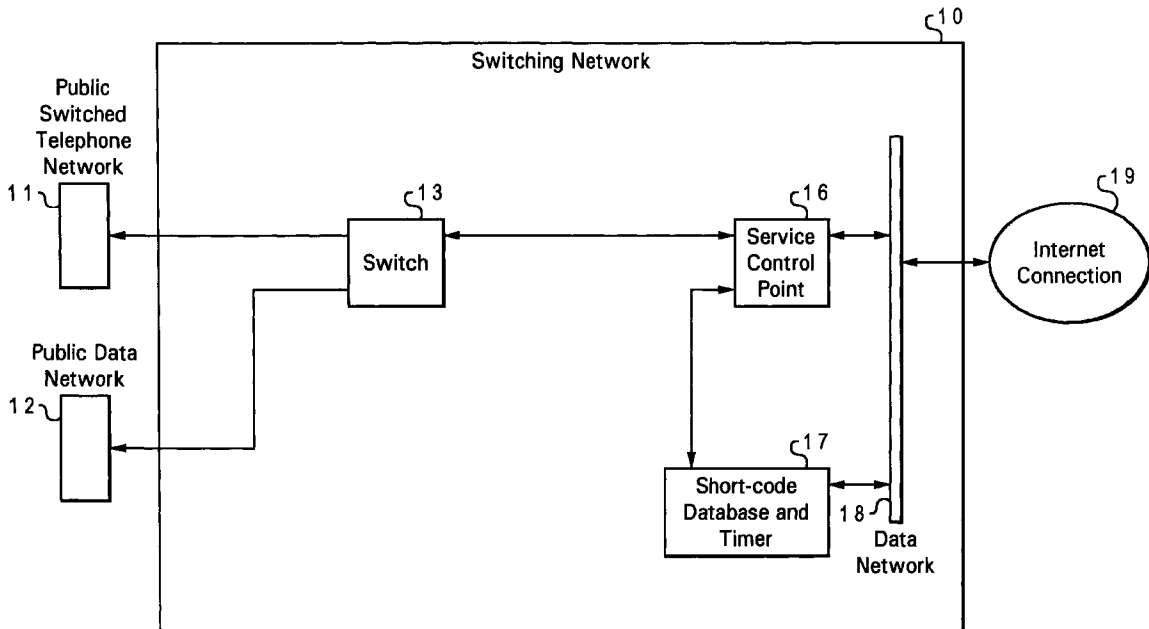 10
Switching Network
Public
Switched
Telephone
Network
11
13
Switch
16
Service
Control
Point
19
Internet
Connection
Public Data
Network
12
17
Short-code
Database and
Timer
18
Data
Network